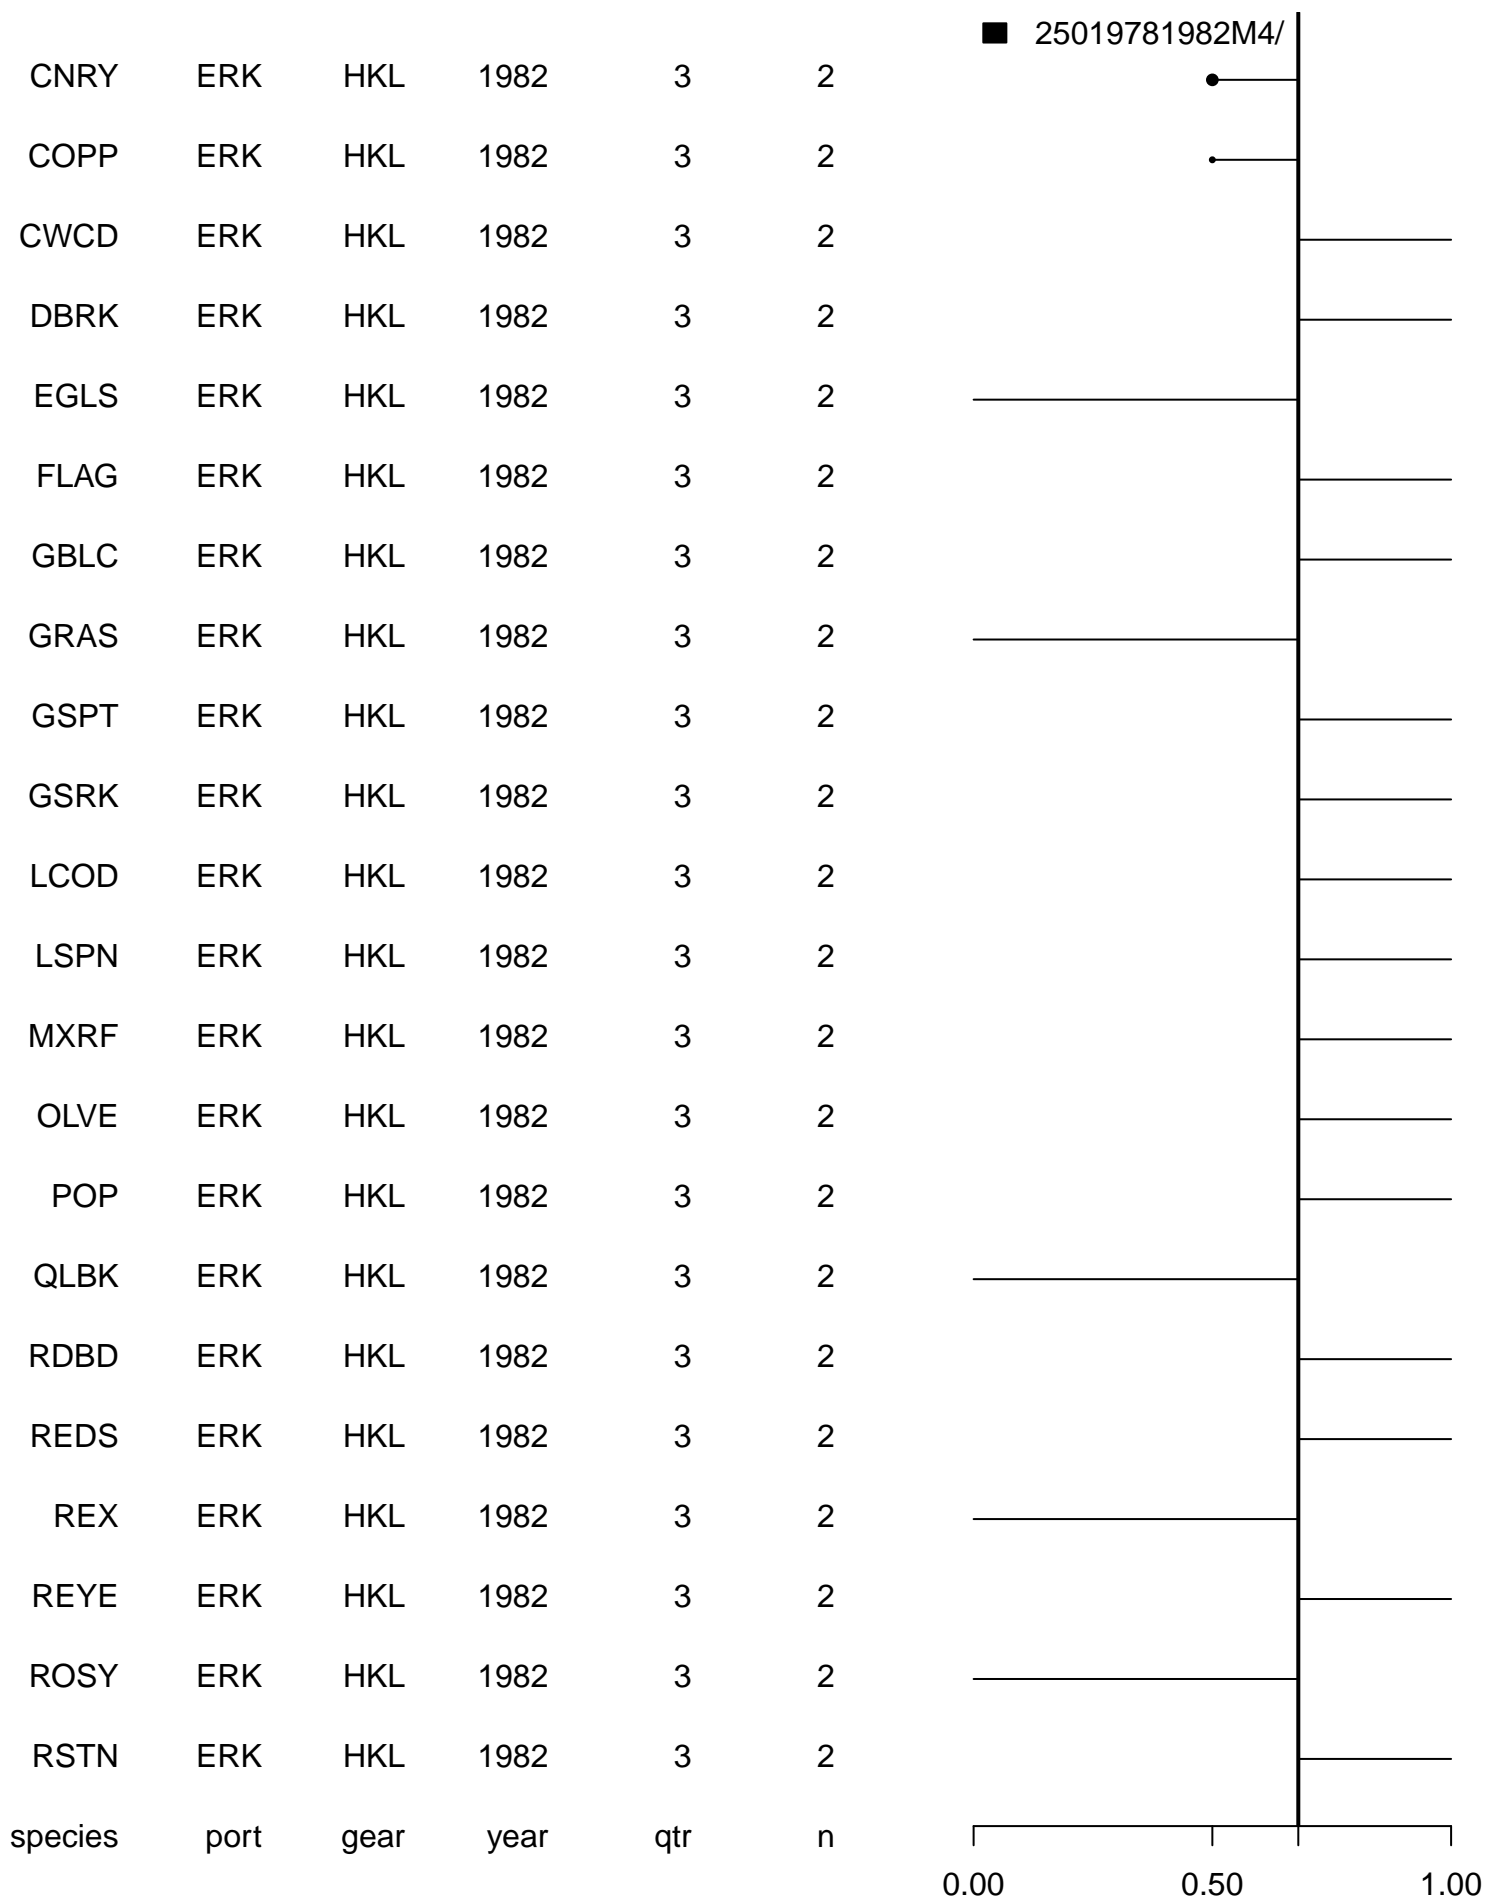 25019781982M4/
CNRY ERK HKL 1982 3 2
COPP ERK HKL 1982 3 2
CWCD ERK HKL 1982 3 2
DBRK ERK HKL 1982 3 2
EGLS ERK HKL 1982 3 2
FLAG ERK HKL 1982 3 2
GBLC ERK HKL 1982 3 2
GRAS ERK HKL 1982 3 2
GSPT ERK HKL 1982 3 2
GSRK ERK HKL 1982 3 2
LCOD ERK HKL 1982 3 2
LSPN ERK HKL 1982 3 2
MXRF ERK HKL 1982 3 2
OLVE ERK HKL 1982 3 2
POP ERK HKL 1982 3 2
QLBK ERK HKL 1982 3 2
RDBD ERK HKL 1982 3 2
REDS ERK HKL 1982 3 2
REX ERK HKL 1982 3 2
REYE ERK HKL 1982 3 2
ROSY ERK HKL 1982 3 2
RSTN ERK HKL 1982 3 2
species port gear year qtr n
0.00 0.50 1.00